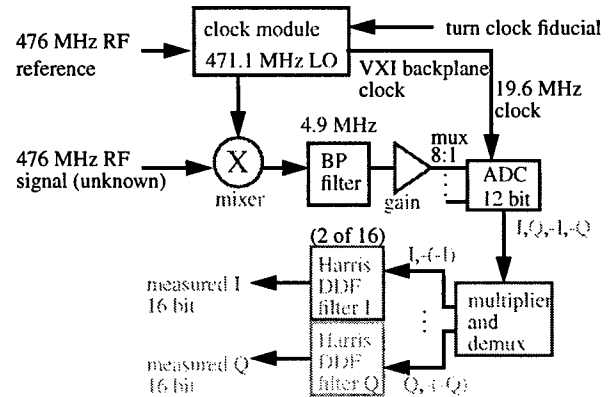 476 MHz RF
reference
clock module
471.1 MHz LO
turn clock fiducial
VXI backplane
clock
19.6 MHz
clock
4.9 MHz
mux
8:1
476 MHz RF
signal (unknown)
X
mixer
BP
filter
gain
ADC
12 bit
I,Q,-I,-Q
(2 of 16)
I,-(-I)
measured I
16 bit
Harris
DDF
filter I
multiplier
and
demux
measured Q
16 bit
Harris
DDF
filter Q
Q,-(-Q)